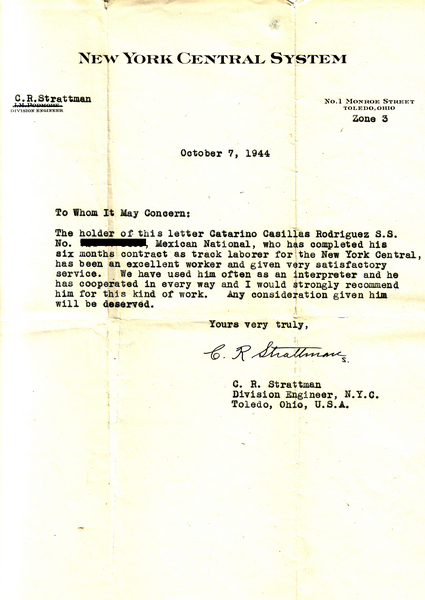 NEW YORK CENTRAL SYSTEM
C.R.Strattman
DIVISION ENGINEER
NO.1 MONROE STREET
TOLEDO, OHIO
Zone 3
October 7, 1944
To Whom It May Concern:
The holder of this letter Catarino Casillas Rodriguez S.S.
No. , Mexican National, who has completed his
six months contract as track laborer for the New York Central,
has been an excellent worker and given very satisfactory
service. We have used him often as an interpreter and he
has cooperated in every way and I would strongly recommend
him for this kind of work. Any consideration given him
will be deserved.
Yours very truly,
C. R Strattman
S.
C. R. Strattman
Division Engineer, N.Y.C.
Toledo, Ohio, U.S.A.